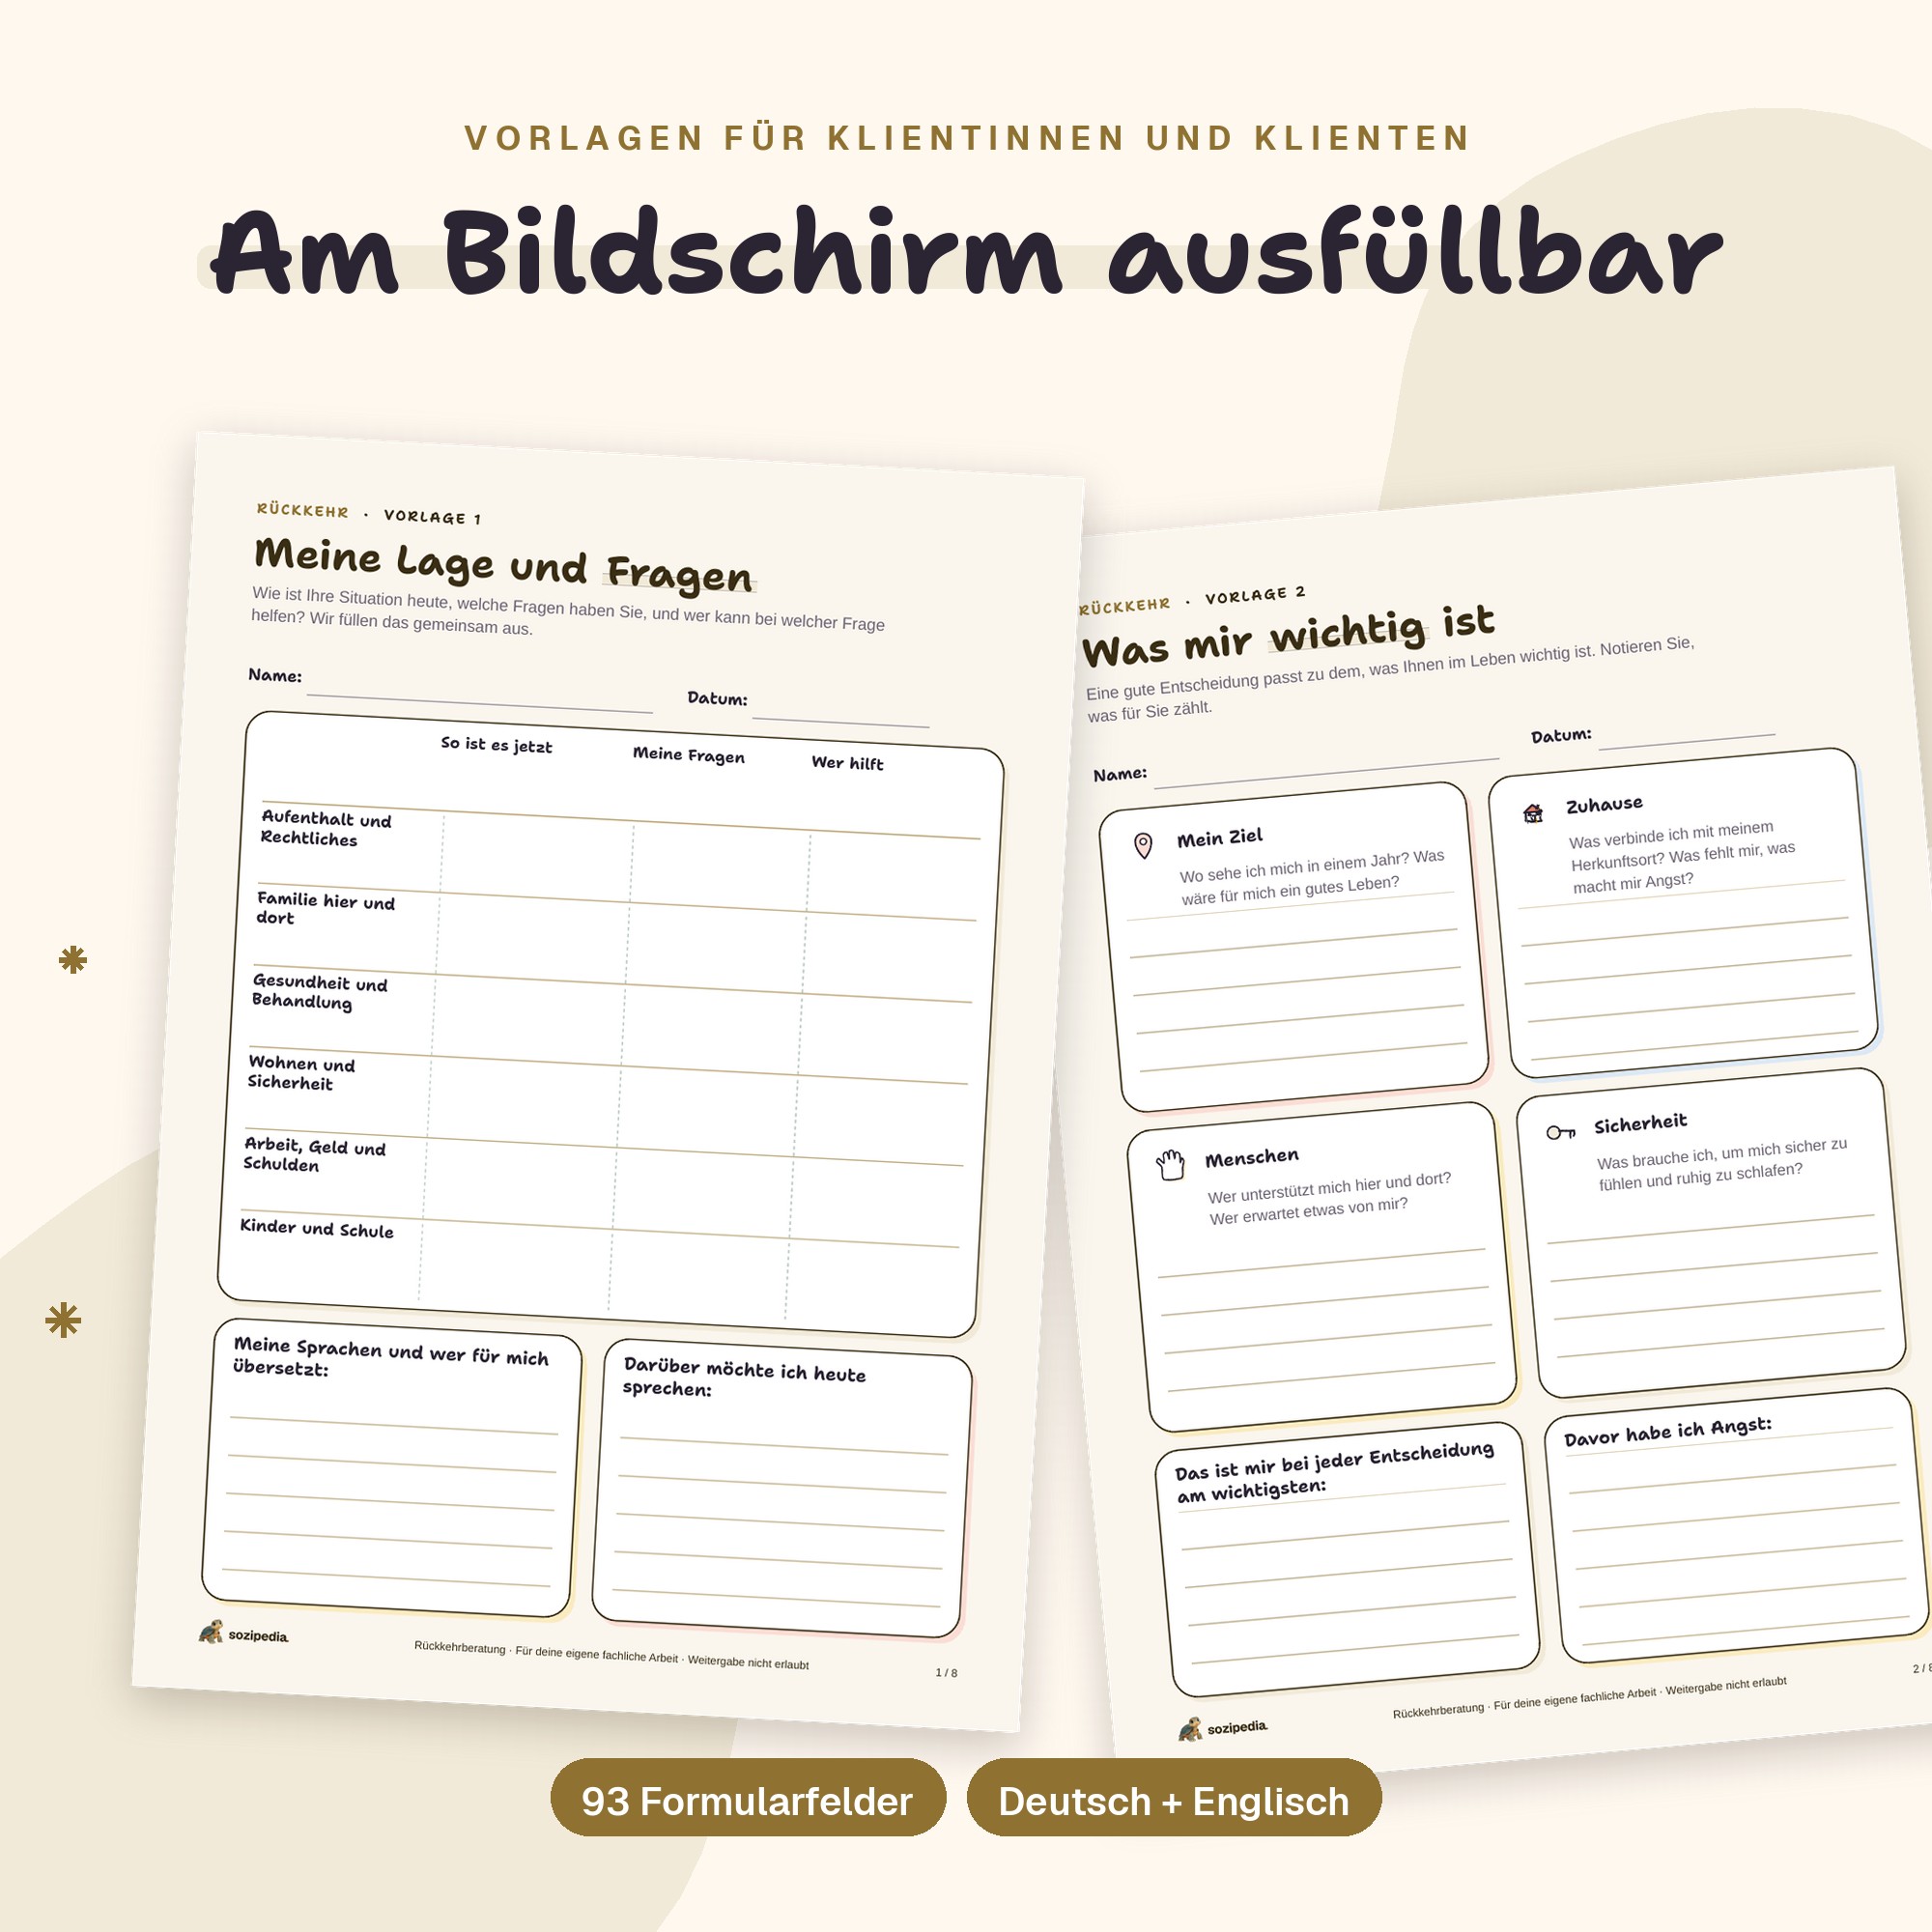 VORLAGEN FÜR KLIENTINNEN UND KLIENTEN
Am Bildschirm ausfüllbar
RÜCKKEHR · VORLAGE 1
Meine Lage und Fragen
Wie ist Ihre Situation heute, welche Fragen haben Sie, und wer kann bei welcher Frage
helfen? Wir füllen das gemeinsam aus.
Name:
Datum:
So ist es jetzt
Meine Fragen
Wer hilft
Aufenthalt und
Rechtliches
Familie hier und
dort
Gesundheit und
Behandlung
Wohnen und
Sicherheit
Arbeit, Geld und
Schulden
Kinder und Schule
Meine Sprachen und wer für mich
übersetzt:
Darüber möchte ich heute
sprechen:
sozipedia.
Rückkehrberatung · Für deine eigene fachliche Arbeit · Weitergabe nicht erlaubt
1 / 8
RÜCKKEHR · VORLAGE 2
Was mir wichtig ist
Eine gute Entscheidung passt zu dem, was Ihnen im Leben wichtig ist. Notieren Sie,
was für Sie zählt.
Name:
Datum:
Mein Ziel
Wo sehe ich mich in einem Jahr? Was
wäre für mich ein gutes Leben?
Zuhause
Was verbinde ich mit meinem
Herkunftsort? Was fehlt mir, was
macht mir Angst?
Menschen
Wer unterstützt mich hier und dort?
Wer erwartet etwas von mir?
Sicherheit
Was brauche ich, um mich sicher zu
fühlen und ruhig zu schlafen?
Das ist mir bei jeder Entscheidung
am wichtigsten:
Davor habe ich Angst:
sozipedia.
Rückkehrberatung · Für deine eigene fachliche Arbeit · Weitergabe nicht erlaubt
2 / 8
93 Formularfelder
Deutsch + Englisch